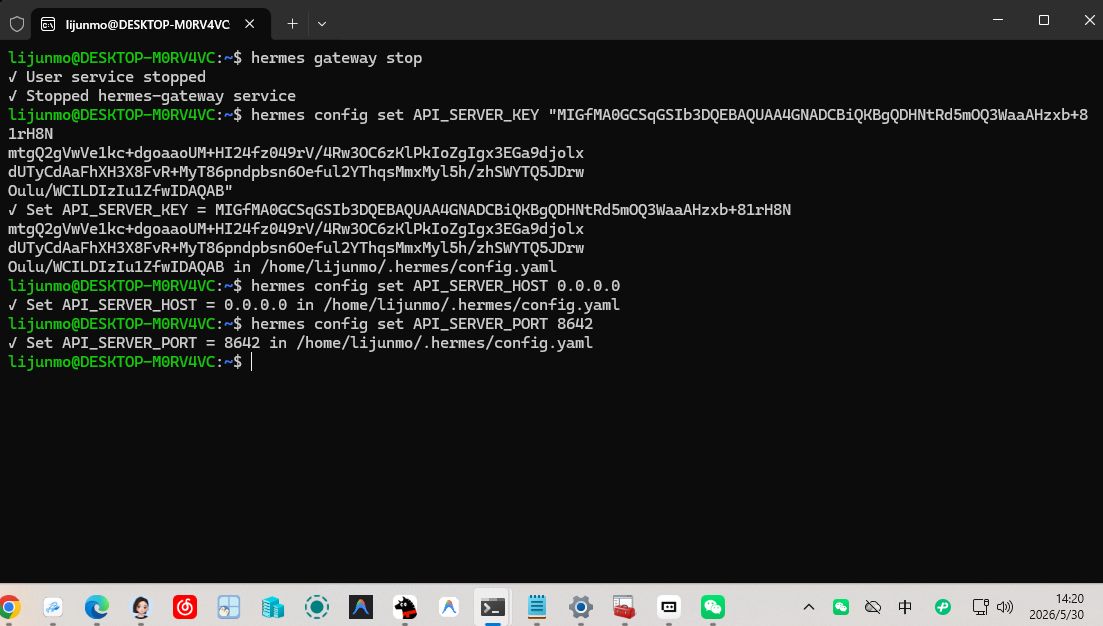 lijunmo@DESKTOP-M0RV4VC
lijunmo@DESKTOP-M0RV4VC:~$ hermes gateway stop
√ User service stopped
√ Stopped hermes-gateway service
lijunmo@DESKTOP-M0RV4VC:~$ hermes config set API_SERVER_KEY "MIGfMA0GCSqGSIb3DQEBAQUAA4GNADCBiQKBgQDHNtRd5mOQ3WaaAHzxb+8
1rH8N
mtgQ2gVwVe1kc+dgoaaoUM+HI24fz049rV/4Rw3OC6zKlPkIoZgIgx3EGa9djolx
dUTyCdAaFhXH3X8FvR+MyT86pndpbsn6Oeful2YThqsMmxMyl5h/zhSWYTQ5JDrw
Oulu/WCILDIzIu1ZfwIDAQAB"
√ Set API_SERVER_KEY = MIGfMA0GCSqGSIb3DQEBAQUAA4GNADCBiQKBgQDHNtRd5mOQ3WaaAHzxb+81rH8N
mtgQ2gVwVe1kc+dgoaaoUM+HI24fz049rV/4Rw3OC6zKlPkIoZgIgx3EGa9djolx
dUTyCdAaFhXH3X8FvR+MyT86pndpbsn6Oeful2YThqsMmxMyl5h/zhSWYTQ5JDrw
Oulu/WCILDIzIu1ZfwIDAQAB in /home/lijunmo/.hermes/config.yaml
lijunmo@DESKTOP-M0RV4VC:~$ hermes config set API_SERVER_HOST 0.0.0.0
√ Set API_SERVER_HOST = 0.0.0.0 in /home/lijunmo/.hermes/config.yaml
lijunmo@DESKTOP-M0RV4VC:~$ hermes config set API_SERVER_PORT 8642
√ Set API_SERVER_PORT = 8642 in /home/lijunmo/.hermes/config.yaml
lijunmo@DESKTOP-M0RV4VC:~$
中
14:20
2026/5/30